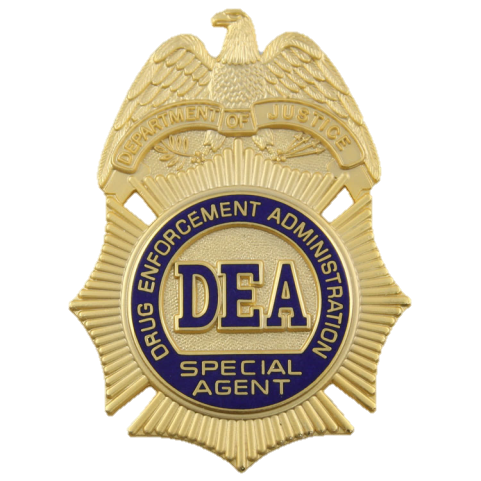 DEPARTMENT OF JUSTICE
DRUG ENFORCEMENT ADMINISTRATION
DEA
SPECIAL
AGENT